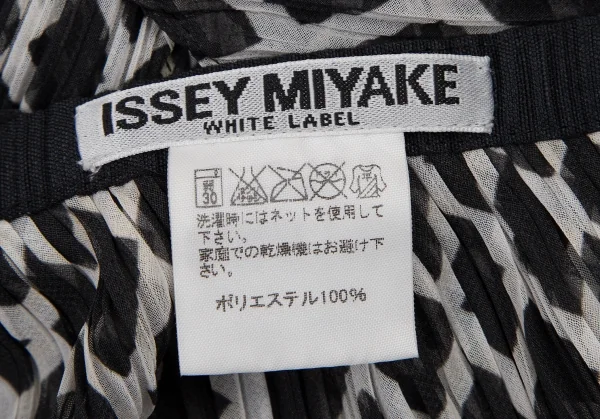 ISSEY MIYAKE
WHITE LABEL
弱
30
平
洗濯時にはネットを使用して
下さい。
家庭での乾燥機はお避け下
さい。
ポリエステル100%